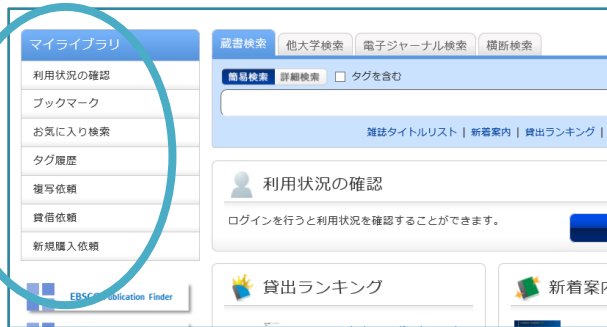 マイライブラリ
利用状況の確認
ブックマーク
お気に入り検索
タグ履歴
複写依頼
貸借依頼
新規購入依頼
EBSCO Publication Finder
蔵書検索 他大学検索 電子ジャーナル検索 横断検索
簡易検索 詳細検索 タグを含む
雑誌タイトルリスト | 新着案内 | 貸出ランキング |
利用状況の確認
ログインを行うと利用状況を確認することができます。
貸出ランキング
新着案内